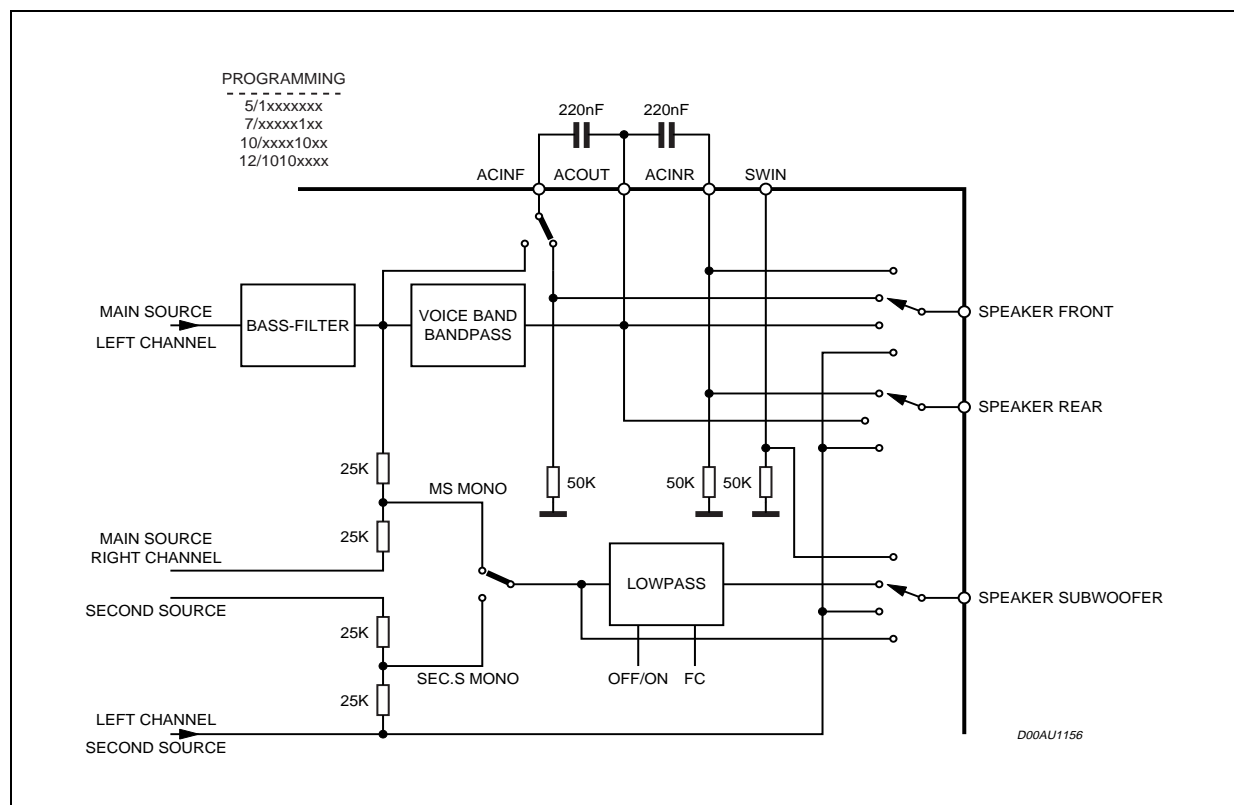 PROGRAMMING
5/1xxxxxxx
7/xxxxx1xx
10/xxxx10xx
12/1010xxxx
220nF
220nF
ACINF
ACOUT
ACINR
SWIN
MAIN SOURCE
LEFT CHANNEL
BASS-FILTER
VOICE BAND
BANDPASS
SPEAKER FRONT
SPEAKER REAR
25K
MS MONO
50K
50K
50K
25K
MAIN SOURCE
RIGHT CHANNEL
LOWPASS
SPEAKER SUBWOOFER
SECOND SOURCE
25K
SEC.S MONO
OFF/ON
FC
25K
LEFT CHANNEL
SECOND SOURCE
D00AU1156